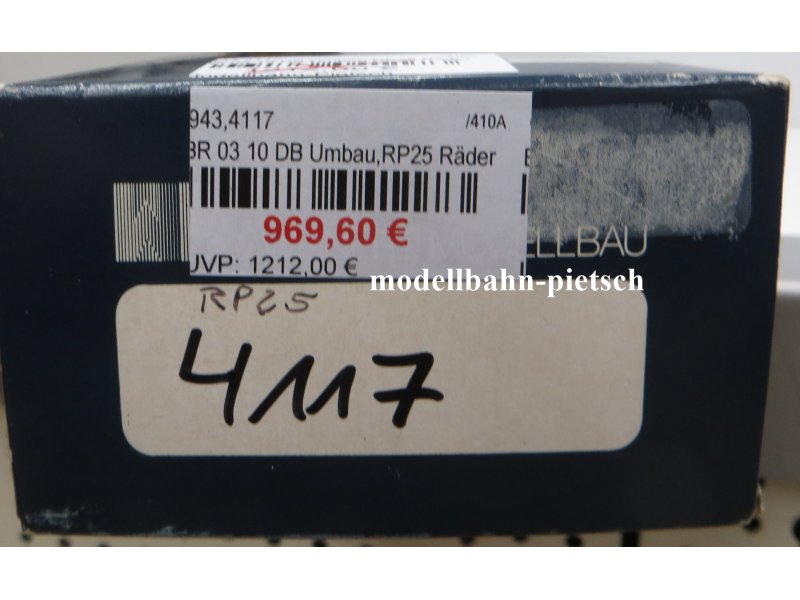 943,4117 /410A
BR 03 10 DB Umbau,RP25 Räder
969,60 €
UVP: 1212,00 €
ELLBAU
modellbahn-pietsch
RP25
4117